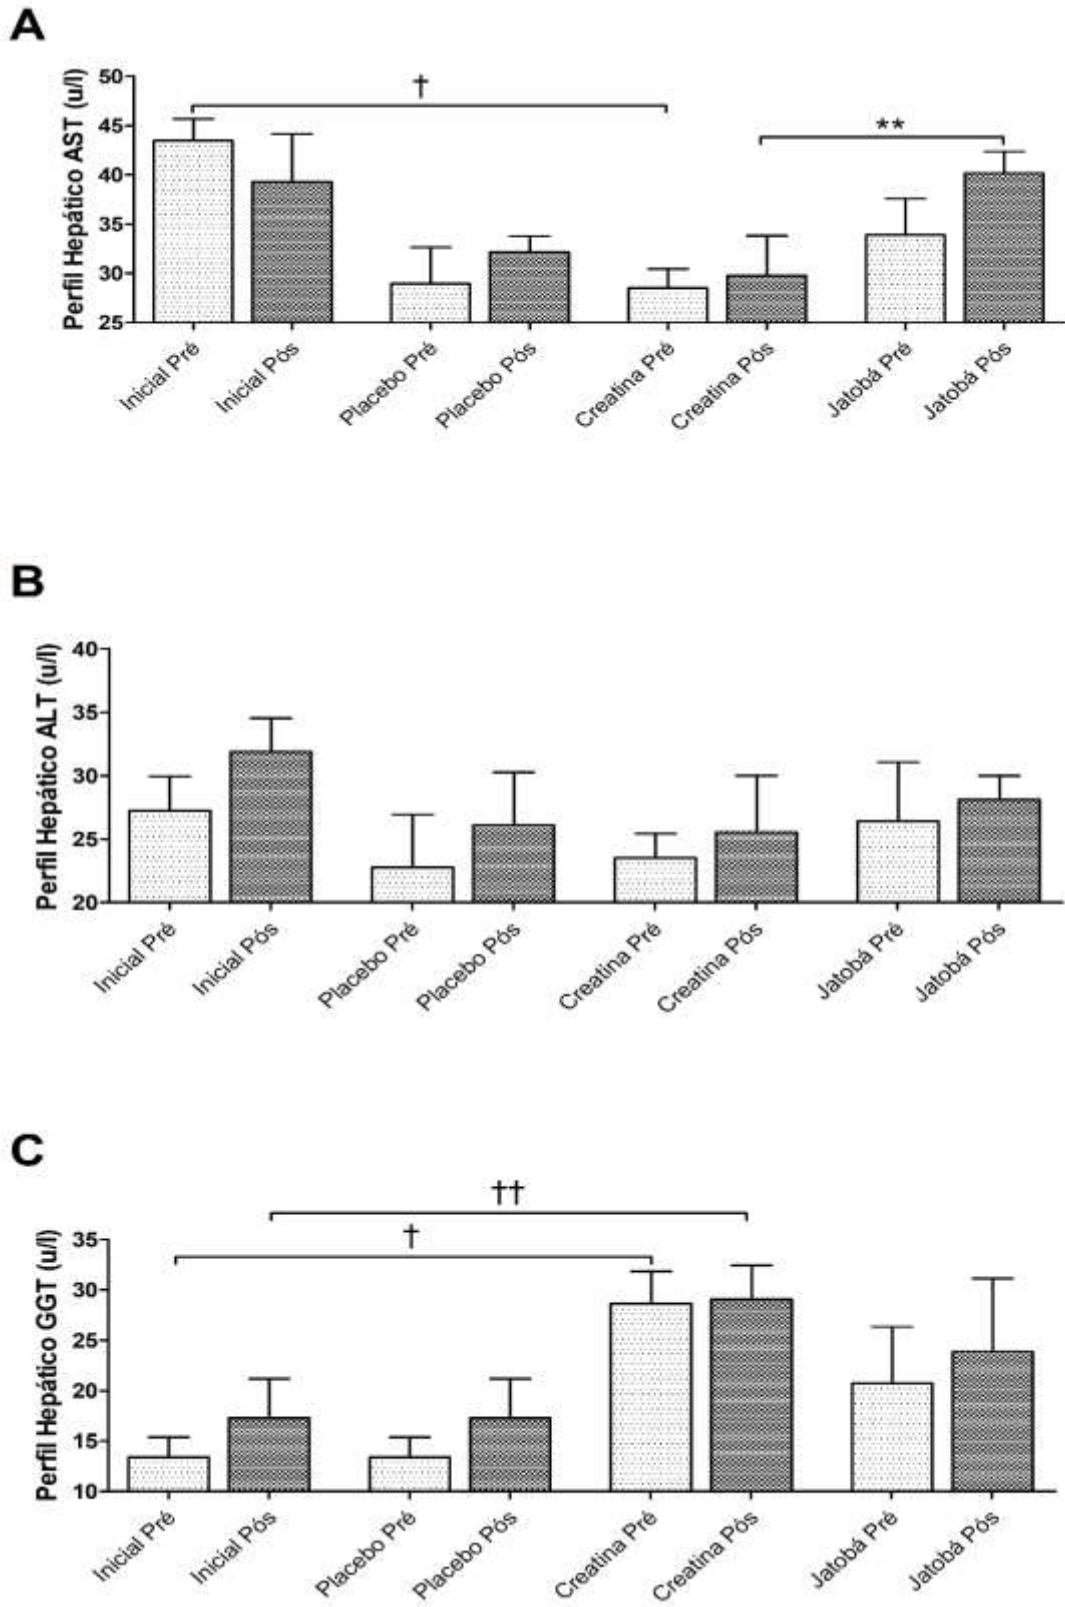 A
Perfil Hepático AST (u/l)
50
45
40
35
30
25
†
**
Inicial Pré
Inicial Pós
Placebo Pré
Placebo Pós
Creatina Pré
Creatina Pós
Jatobá Pré
Jatobá Pós
B
Perfil Hepático ALT (u/l)
40
35
30
25
20
Inicial Pré
Inicial Pós
Placebo Pré
Placebo Pós
Creatina Pré
Creatina Pós
Jatobá Pré
Jatobá Pós
C
Perfil Hepático GGT (u/l)
††
†
35
30
25
20
15
10
Inicial Pré
Inicial Pós
Placebo Pré
Placebo Pós
Creatina Pré
Creatina Pós
Jatobá Pré
Jatobá Pós